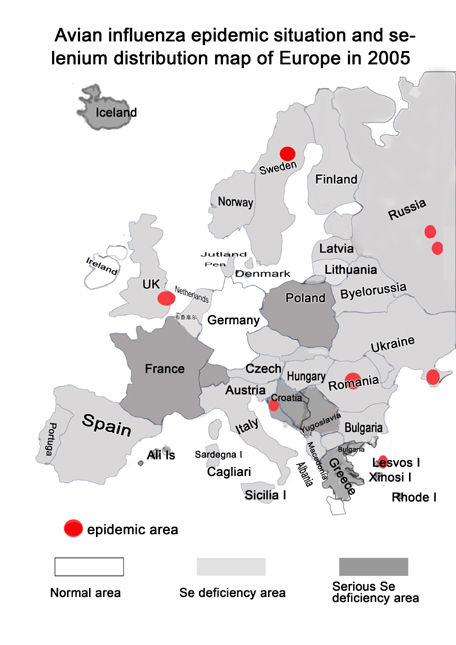 Avian influenza epidemic situation and se-
lenium distribution map of Europe in 2005
Iceland
Sweden
Finland
Norway
Russia
Ireland
Jutland
Pen
Denmark
Latvia
Lithuania
UK
Netherlands
Byelorussia
Poland
Germany
Ukraine
France
Czech
Hungary
Romania
Austria
Croatia
Spain
Portuga
Italy
Yugoslavia
Bulgaria
Bulgaria
Macedonia
Albania
Greece
Ali Is
Sardegna I
Cagliari
Sicilia I
Lesvos I
Xinosi I
Rhode I
epidemic area
Normal area
Se deficiency area
Serious Se
deficiency area